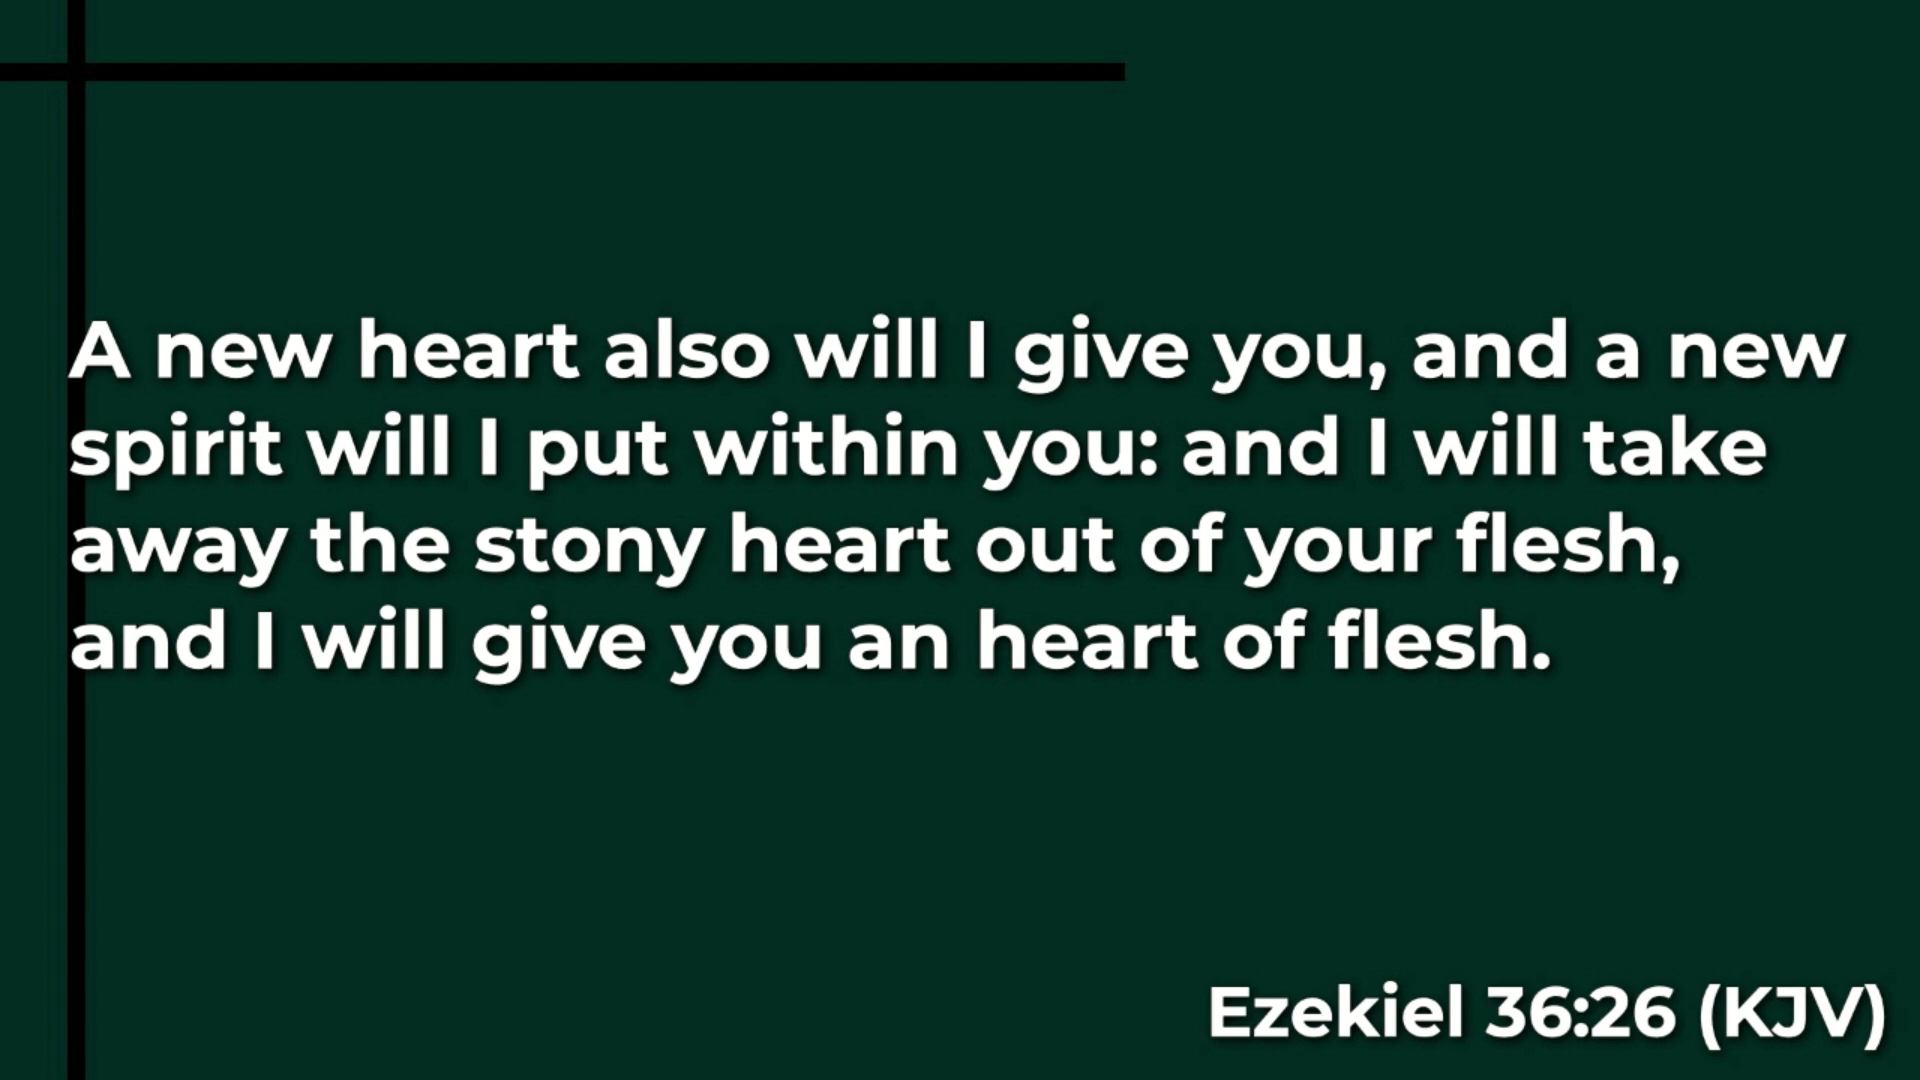 A new heart also will I give you, and a new
spirit will I put within you: and I will take
away the stony heart out of your flesh,
and I will give you an heart of flesh.
Ezekiel 36:26 (KJV)